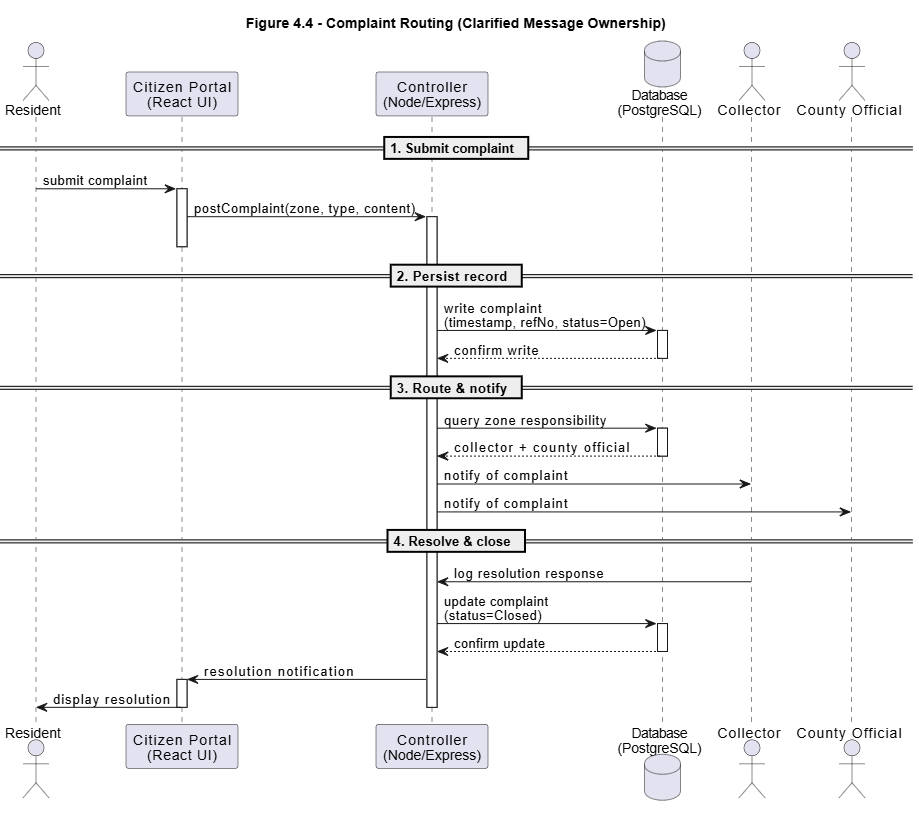 Figure 4.4 - Complaint Routing (Clarified Message Ownership)
Resident
Citizen Portal
(React UI)
Controller
(Node/Express)
Database
(PostgreSQL)
Collector
County Official
1. Submit complaint
submit complaint
postComplaint(zone, type, content)
2. Persist record
write complaint
(timestamp, refNo, status=Open)
confirm write
3. Route & notify
query zone responsibility
collector + county official
notify of complaint
notify of complaint
4. Resolve & close
log resolution response
update complaint
(status=Closed)
confirm update
resolution notification
display resolution
Resident
Citizen Portal
(React UI)
Controller
(Node/Express)
Database
(PostgreSQL)
Collector
County Official